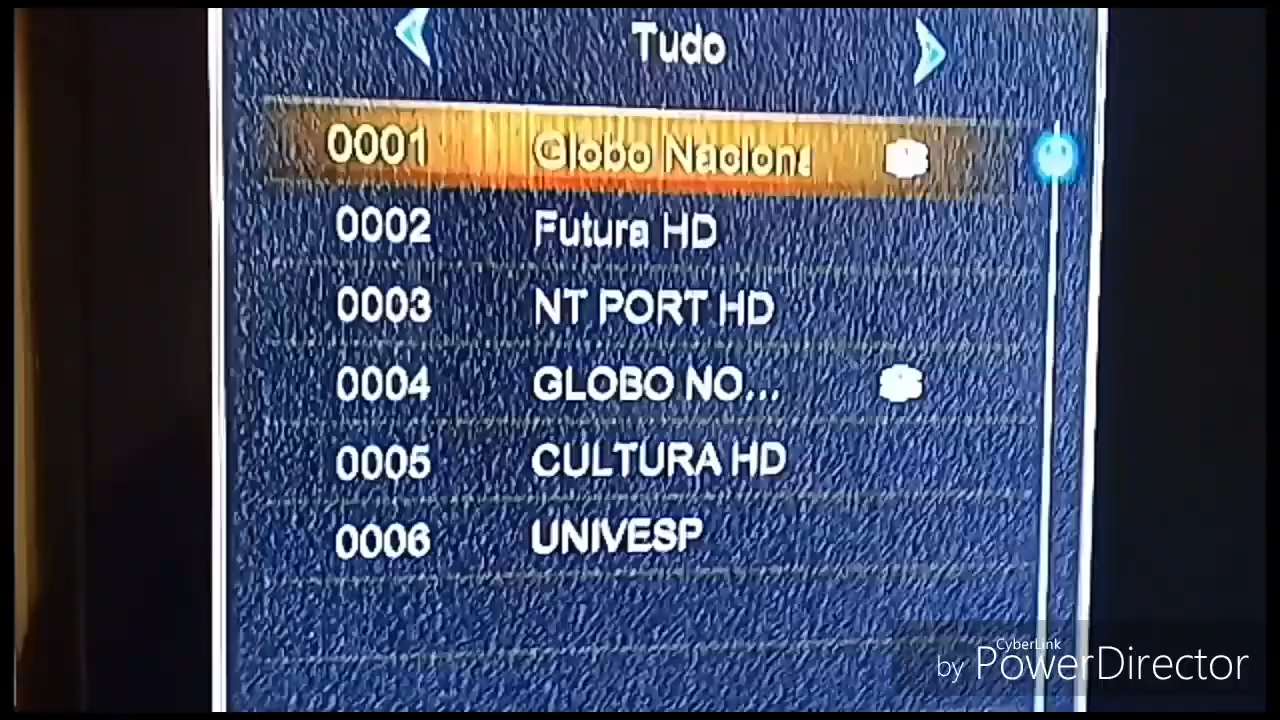 Tudo
0001 Globo Naciona
0002 Futura HD
0003 NT PORT HD
0004 GLOBO NO...
0005 CULTURA HD
0006 UNIVESP
CyberLink
by PowerDirector